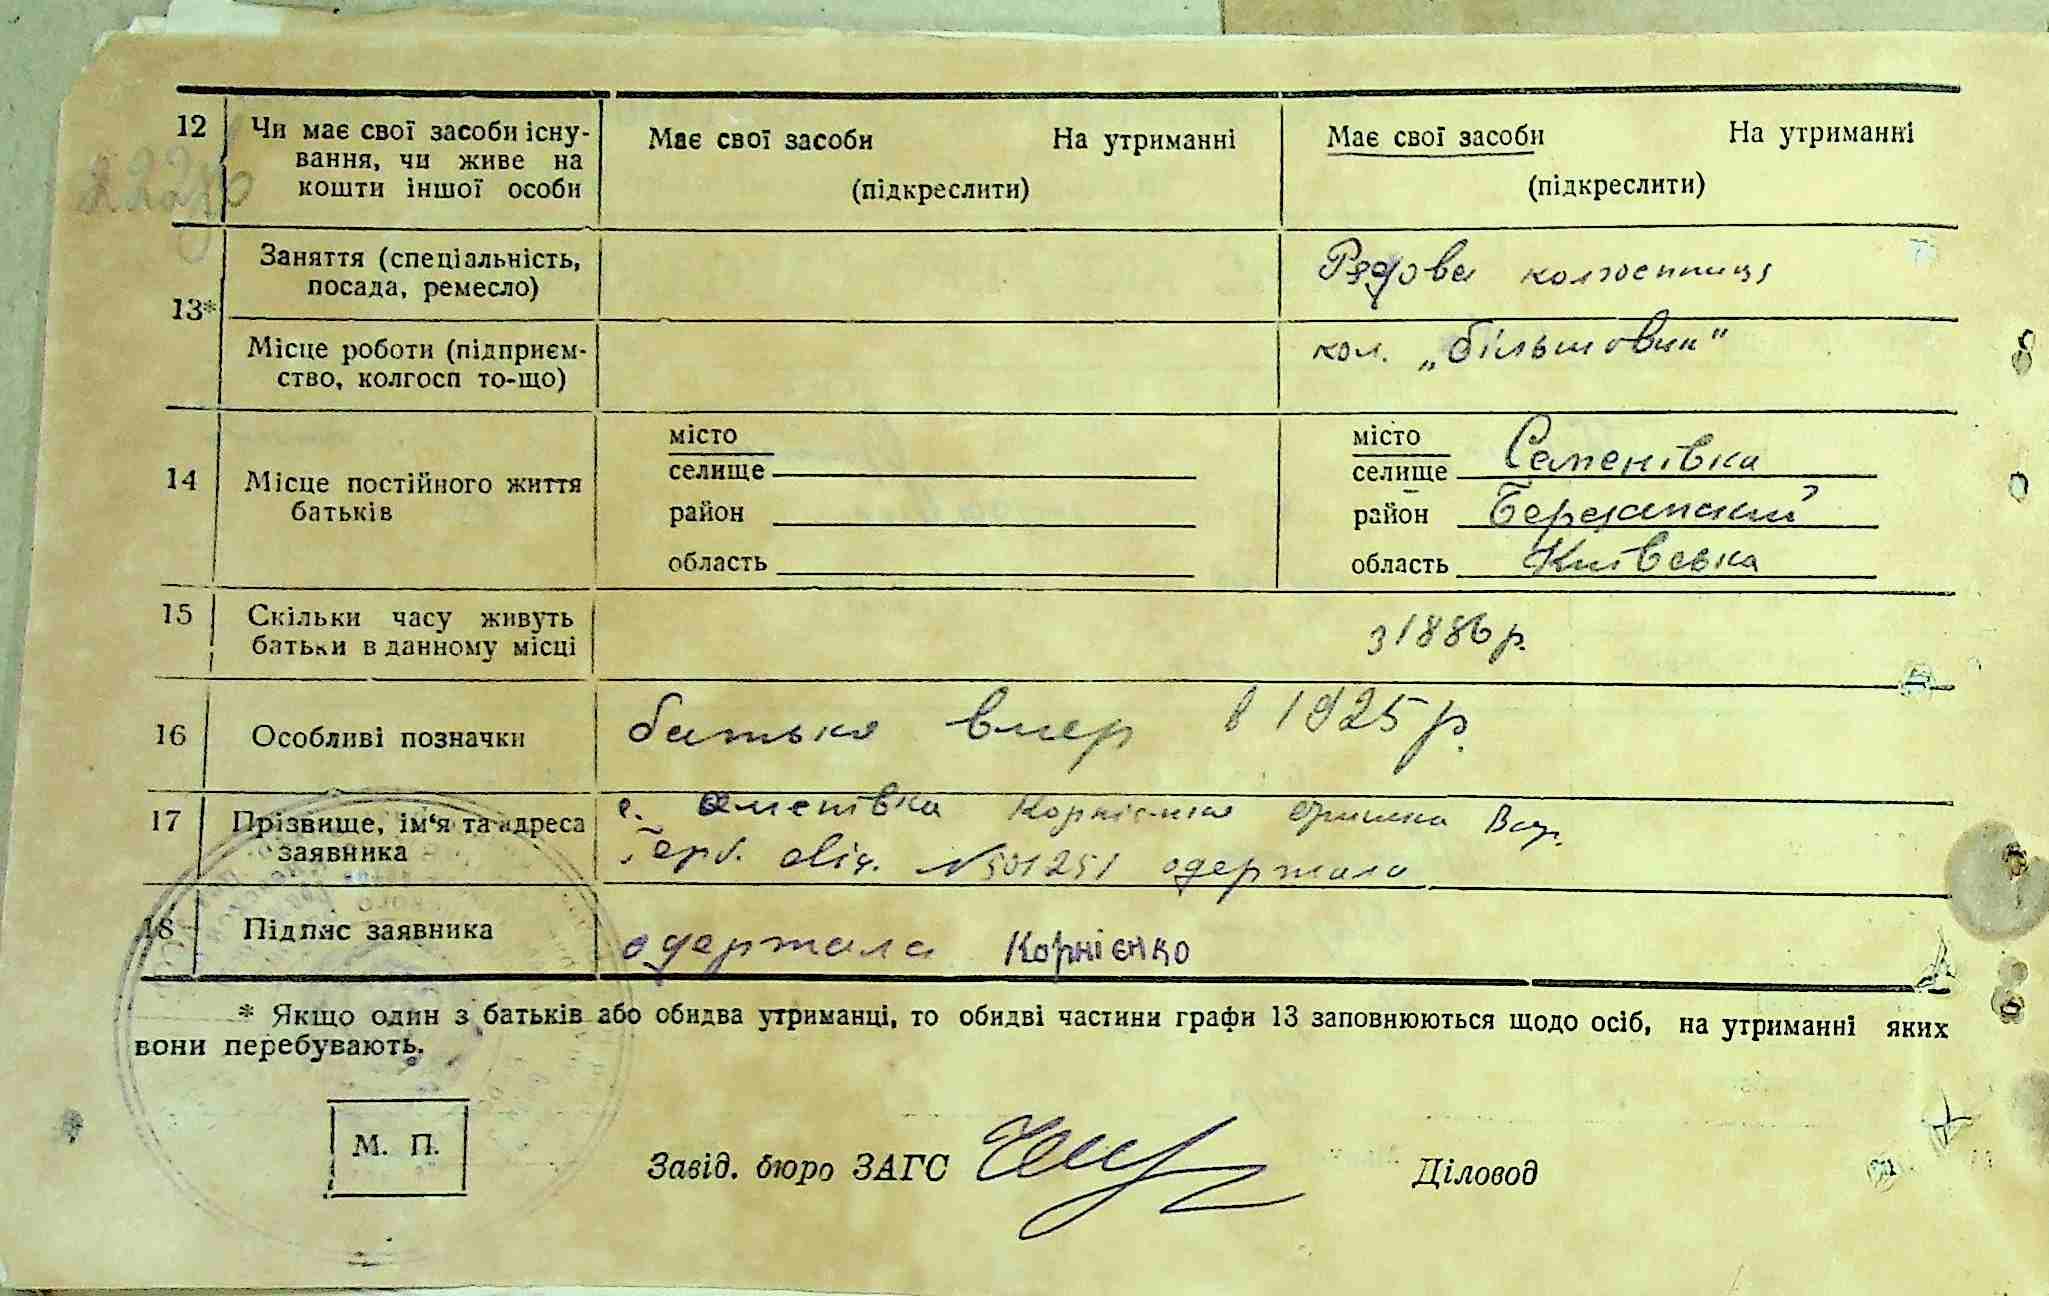 12 Чи має свої засоби існу-
вання, чи живе на
кошти іншої особи
Має свої засоби На утриманні
(підкреслити)
Має свої засоби На утриманні
(підкреслити)
13* Заняття (спеціальність,
посада, ремесло)
Рядова колгоспниця
Місце роботи (підприєм-
ство, колгосп то-що)
кол. „Більшовик"
14 Місце постійного життя
батьків
місто
селище
район
область
місто
селище Семенівка
район Березанський
область Київська
15 Скільки часу живуть
батьки в данному місці
з 1886 р.
16 Особливі позначки
батько вмер в 1925 р.
17 Прізвище, ім'я та адреса
заявника
с. Семенівка Корнієнко
Герб. свід. № 501251 одержала
18 Підпис заявника
одержала Корнієнко
* Якщо один з батьків або обидва утриманці, то обидві частини графи 13 заповнюються щодо осіб, на утриманні яких
вони перебувають.
М. П.
Завід. бюро ЗАГС
Діловод